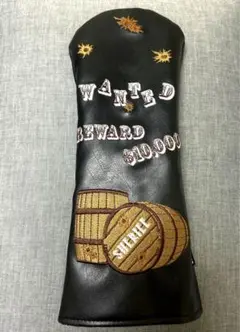 WANTED
REWARD
$10,000
SHERIFF